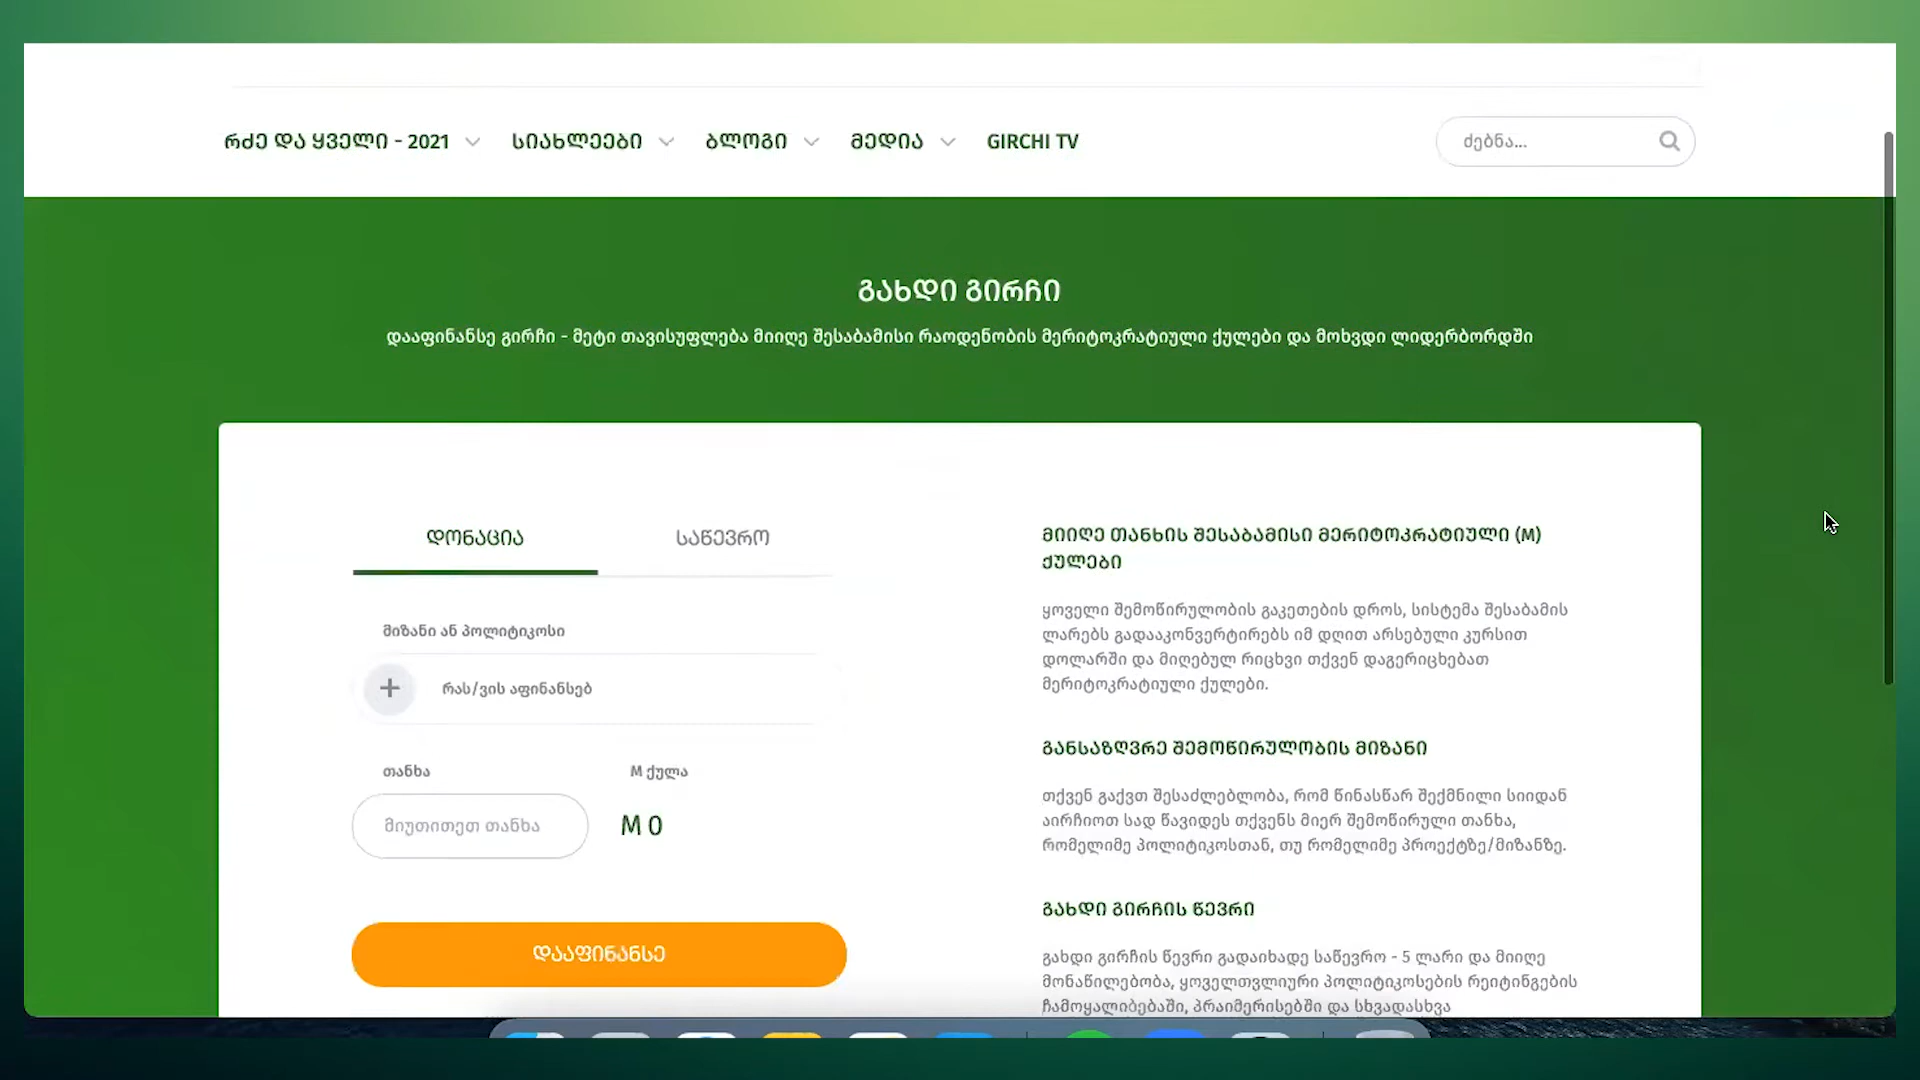 რძე და ყველი - 2021
სიახლეები
ბლოგი
მედია
GIRCHI TV
ძებნა...
გახდი გირჩი
დააფინანსე გირჩი - მეტი თავისუფლება მიიღე შესაბამისი რაოდენობის მერიტოკრატიული ქულები და მოხვდი ლიდერბორდში
დონაცია
საწევრო
მიზანი ან პოლიტიკოსი
რას/ვის აფინანსებ
თანხა
M ქულა
მიუთითეთ თანხა
M 0
დააფინანსე
მიიღე თანხის შესაბამისი მერიტოკრატიული (M)
ქულები
ყოველი შემოწირულობის გაკეთების დროს, სისტემა შესაბამის
ლარებს გადააკონვერტირებს იმ დღით არსებული კურსით
დოლარში და მიღებულ რიცხვი თქვენ დაგერიცხებათ
მერიტოკრატიული ქულები.
განსაზღვრე შემოწირულობის მიზანი
თქვენ გაქვთ შესაძლებლობა, რომ წინასწარ შექმნილი სიიდან
აირჩიოთ სად წავიდეს თქვენს მიერ შემოწირული თანხა,
რომელიმე პოლიტიკოსთან, თუ რომელიმე პროექტზე/მიზანზე.
გახდი გირჩის წევრი
გახდი გირჩის წევრი გადაიხადე საწევრო - 5 ლარი და მიიღე
მონაწილებობა, ყოველთვლიური პოლიტიკოსების რეიტინგების
ჩამოყალიბებაში, პრაიმერისებში და სხვადასხვა